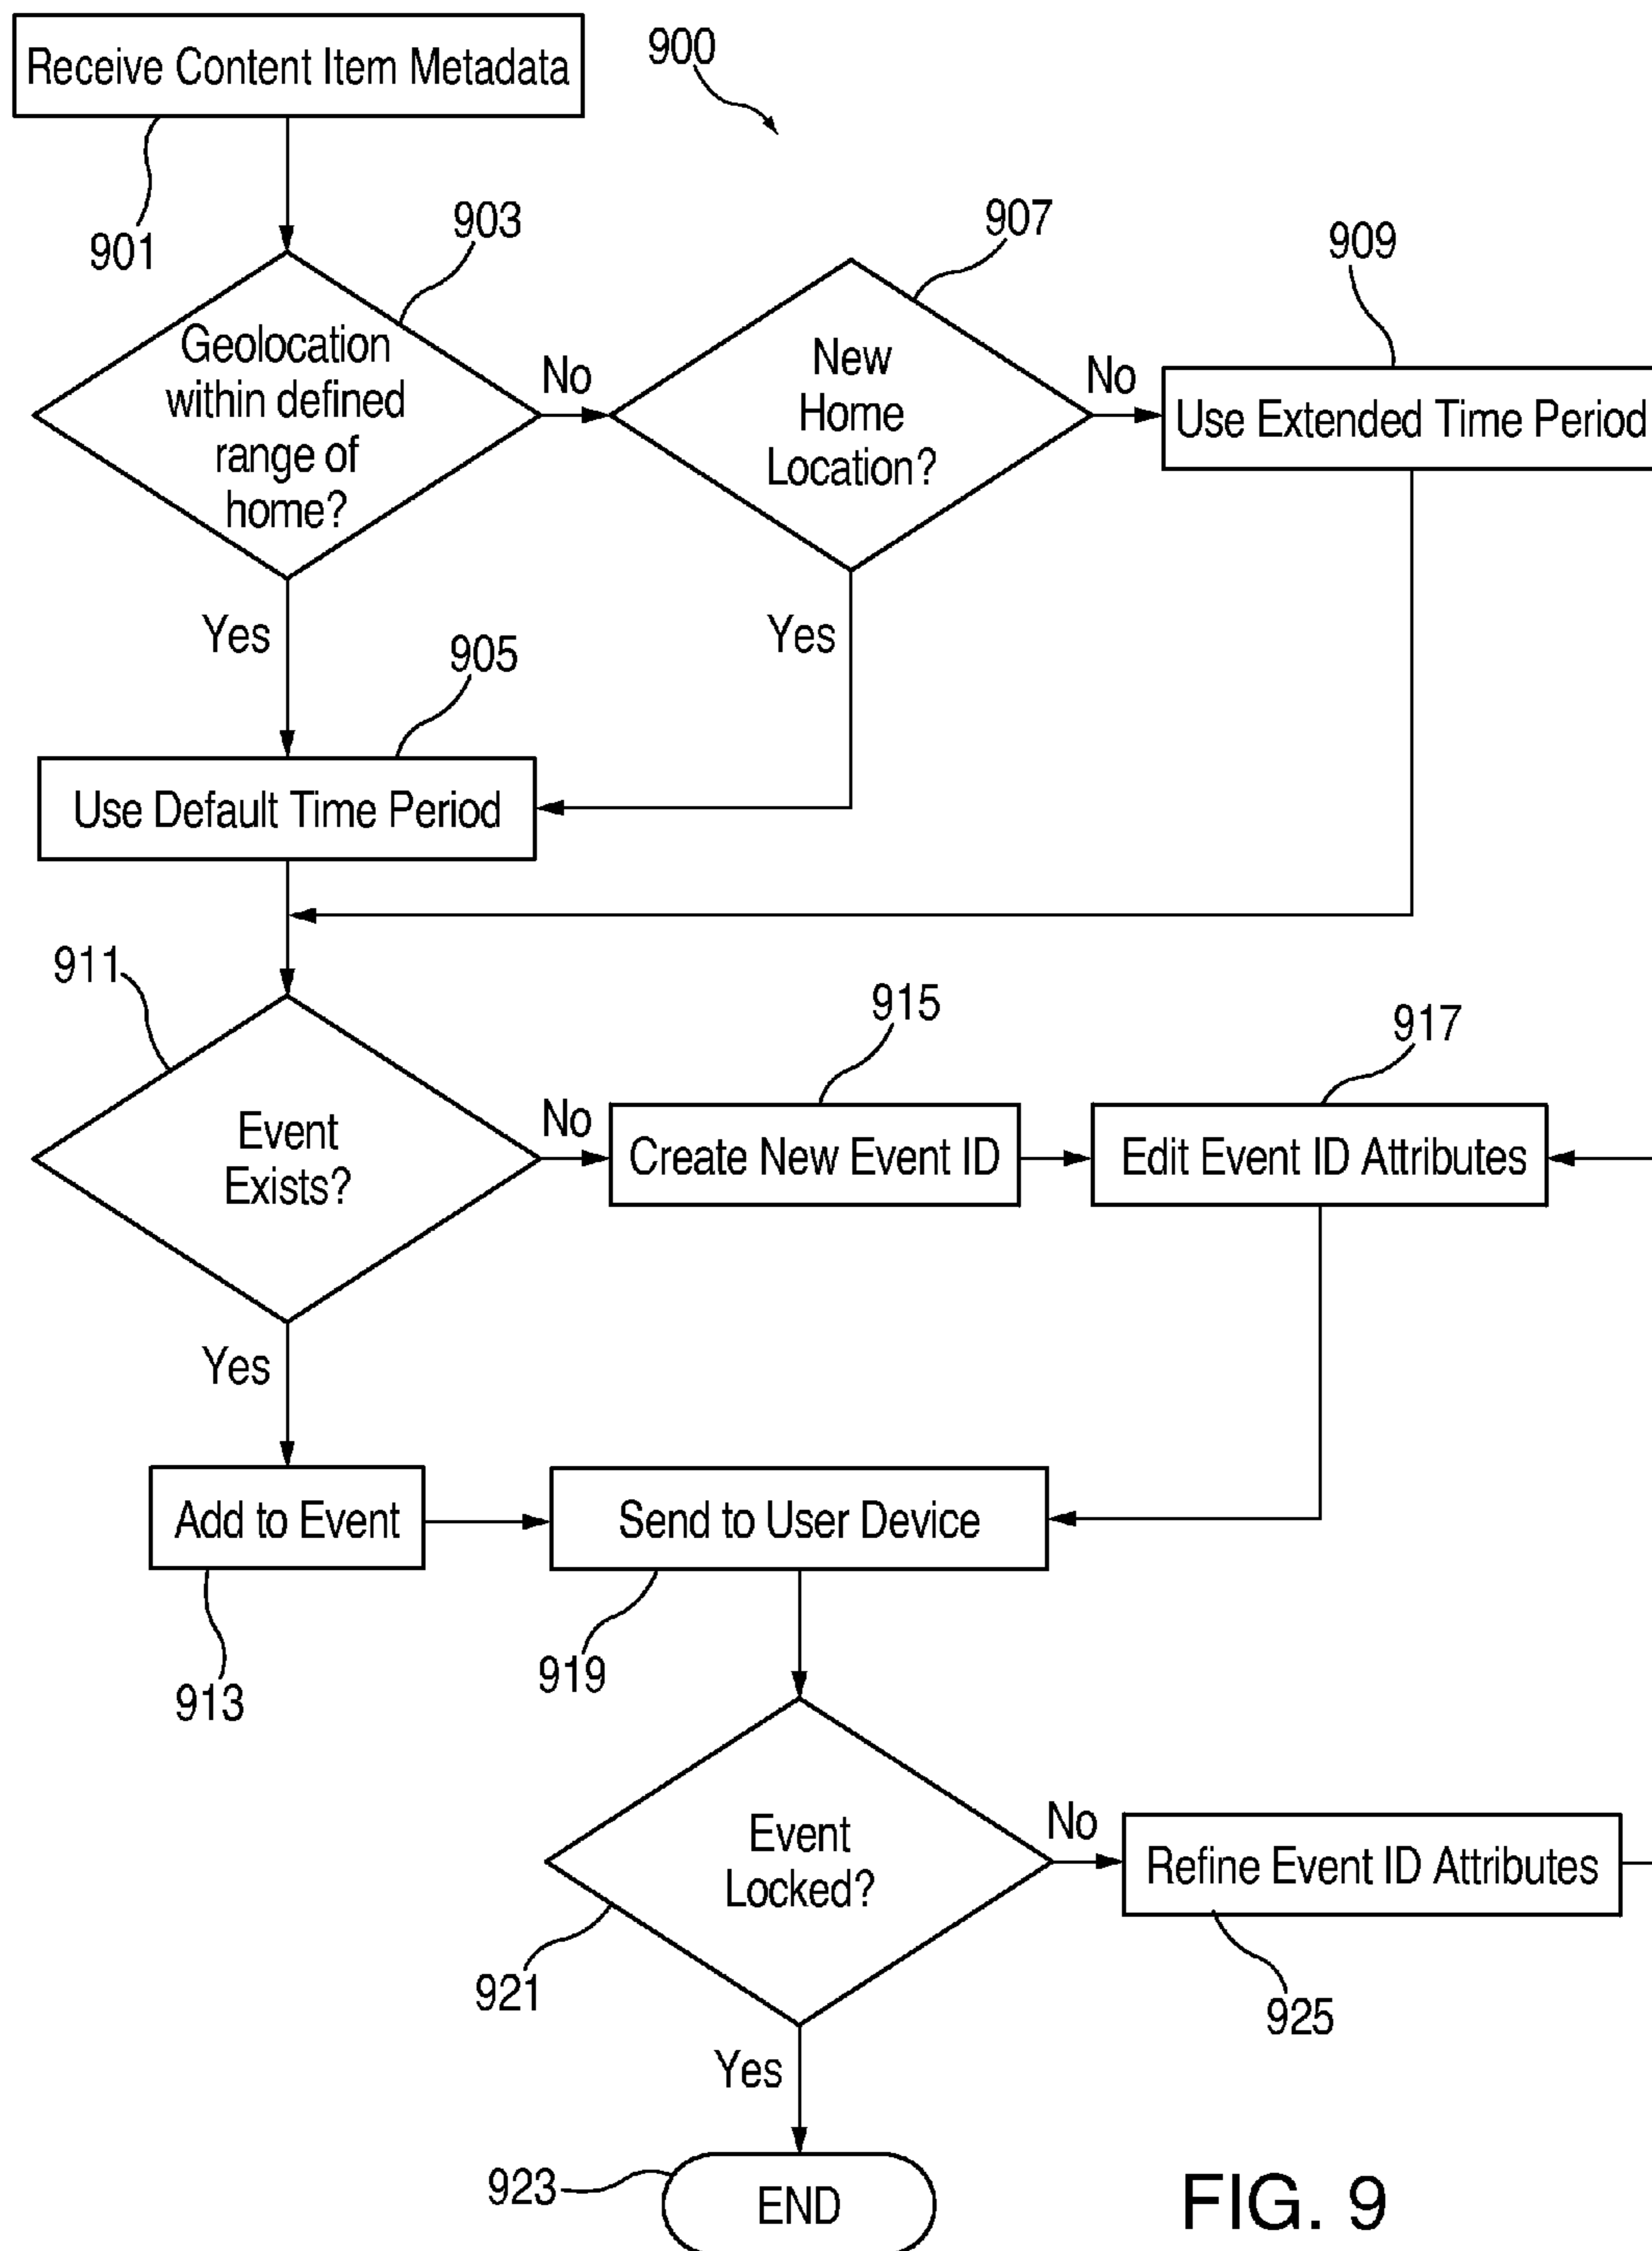 Receive Content Item Metadata
900
901
903
907
909
Geolocation
within defined
range of
home?
No
New
Home
Location?
No
Use Extended Time Period
Yes
Yes
905
Use Default Time Period
911
915
917
Event
Exists?
No
Create New Event ID
Edit Event ID Attributes
Yes
Add to Event
Send to User Device
913
919
Event
Locked?
No
Refine Event ID Attributes
921
925
Yes
923
END
FIG. 9